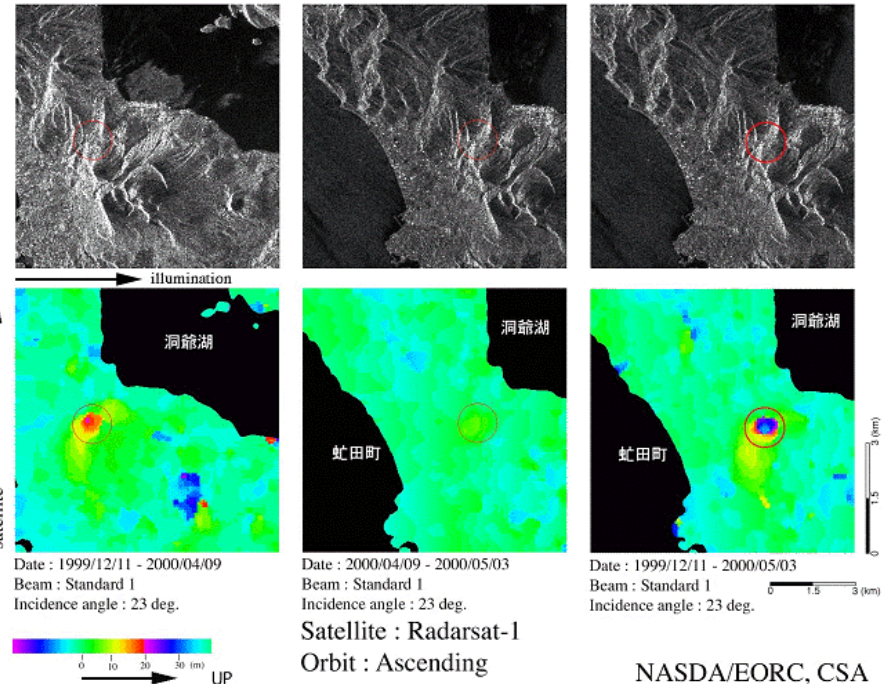 illumination
洞爺湖
洞爺湖
洞爺湖
虻田町
虻田町
satellite
3 (km)
1.5
0
Date : 1999/12/11 - 2000/04/09
Beam : Standard 1
Incidence angle : 23 deg.
Date : 2000/04/09 - 2000/05/03
Beam : Standard 1
Incidence angle : 23 deg.
Date : 1999/12/11 - 2000/05/03
Beam : Standard 1
Incidence angle : 23 deg.
0 1.5 3 (km)
Satellite : Radarsat-1
Orbit : Ascending
0 10 20 30 (m)
UP
NASDA/EORC, CSA